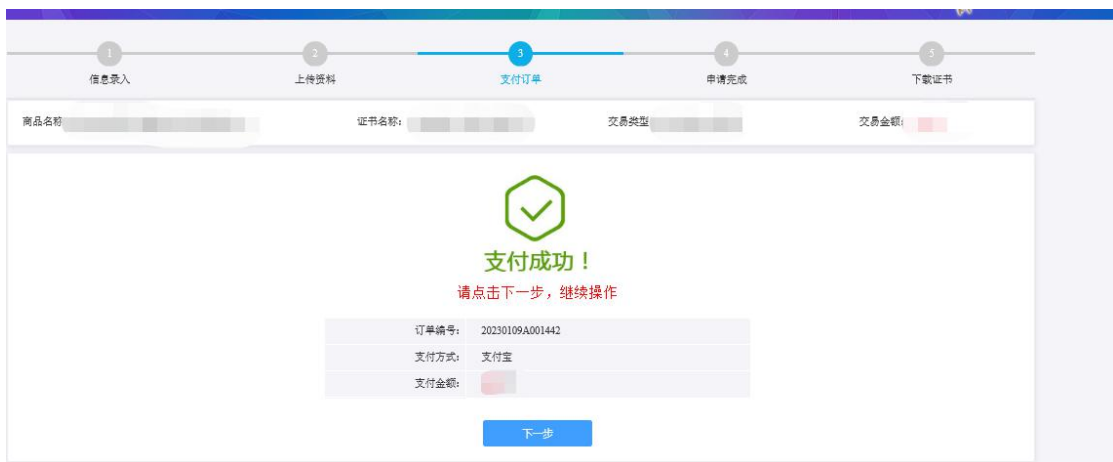 1
2
3
4
5
信息录入
上传资料
支付订单
申请完成
下载证书
商品名称
证书名称:
交易类型
交易金额:
支付成功！
请点击下一步，继续操作
订单编号: 20230109A001442
支付方式: 支付宝
支付金额:
下一步